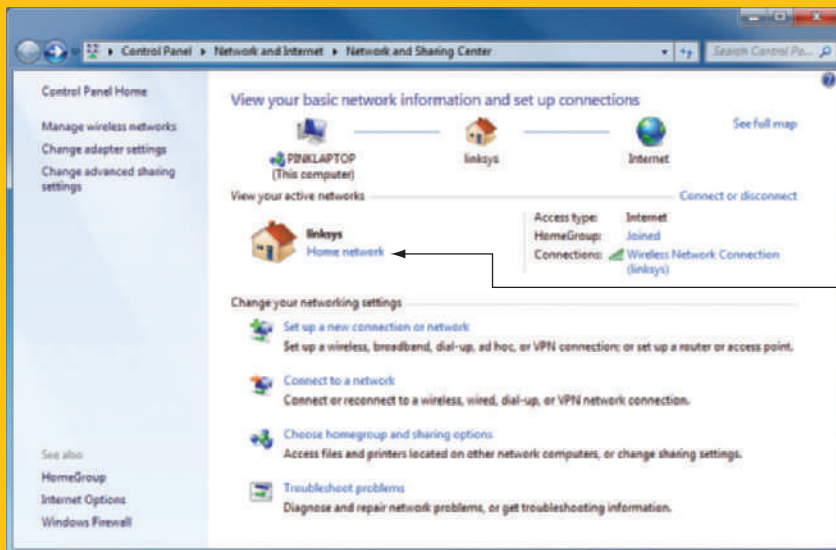 Control Panel ▸ Network and Internet ▸ Network and Sharing Center
Search Control Pa...
Control Panel Home
Manage wireless networks
Change adapter settings
Change advanced sharing
settings
View your basic network information and set up connections
See full map
PINKLAPTOP
(This computer)
linksys
Internet
View your active networks
Connect or disconnect
linksys
Home network
Access type: Internet
HomeGroup: Joined
Connections: Wireless Network Connection
(linksys)
Change your networking settings
Set up a new connection or network
Set up a wireless, broadband, dial-up, ad hoc, or VPN connection; or set up a router or access point.
Connect to a network
Connect or reconnect to a wireless, wired, dial-up, or VPN network connection.
Choose homegroup and sharing options
Access files and printers located on other network computers, or change sharing settings.
Troubleshoot problems
Diagnose and repair network problems, or get troubleshooting information.
See also
HomeGroup
Internet Options
Windows Firewall